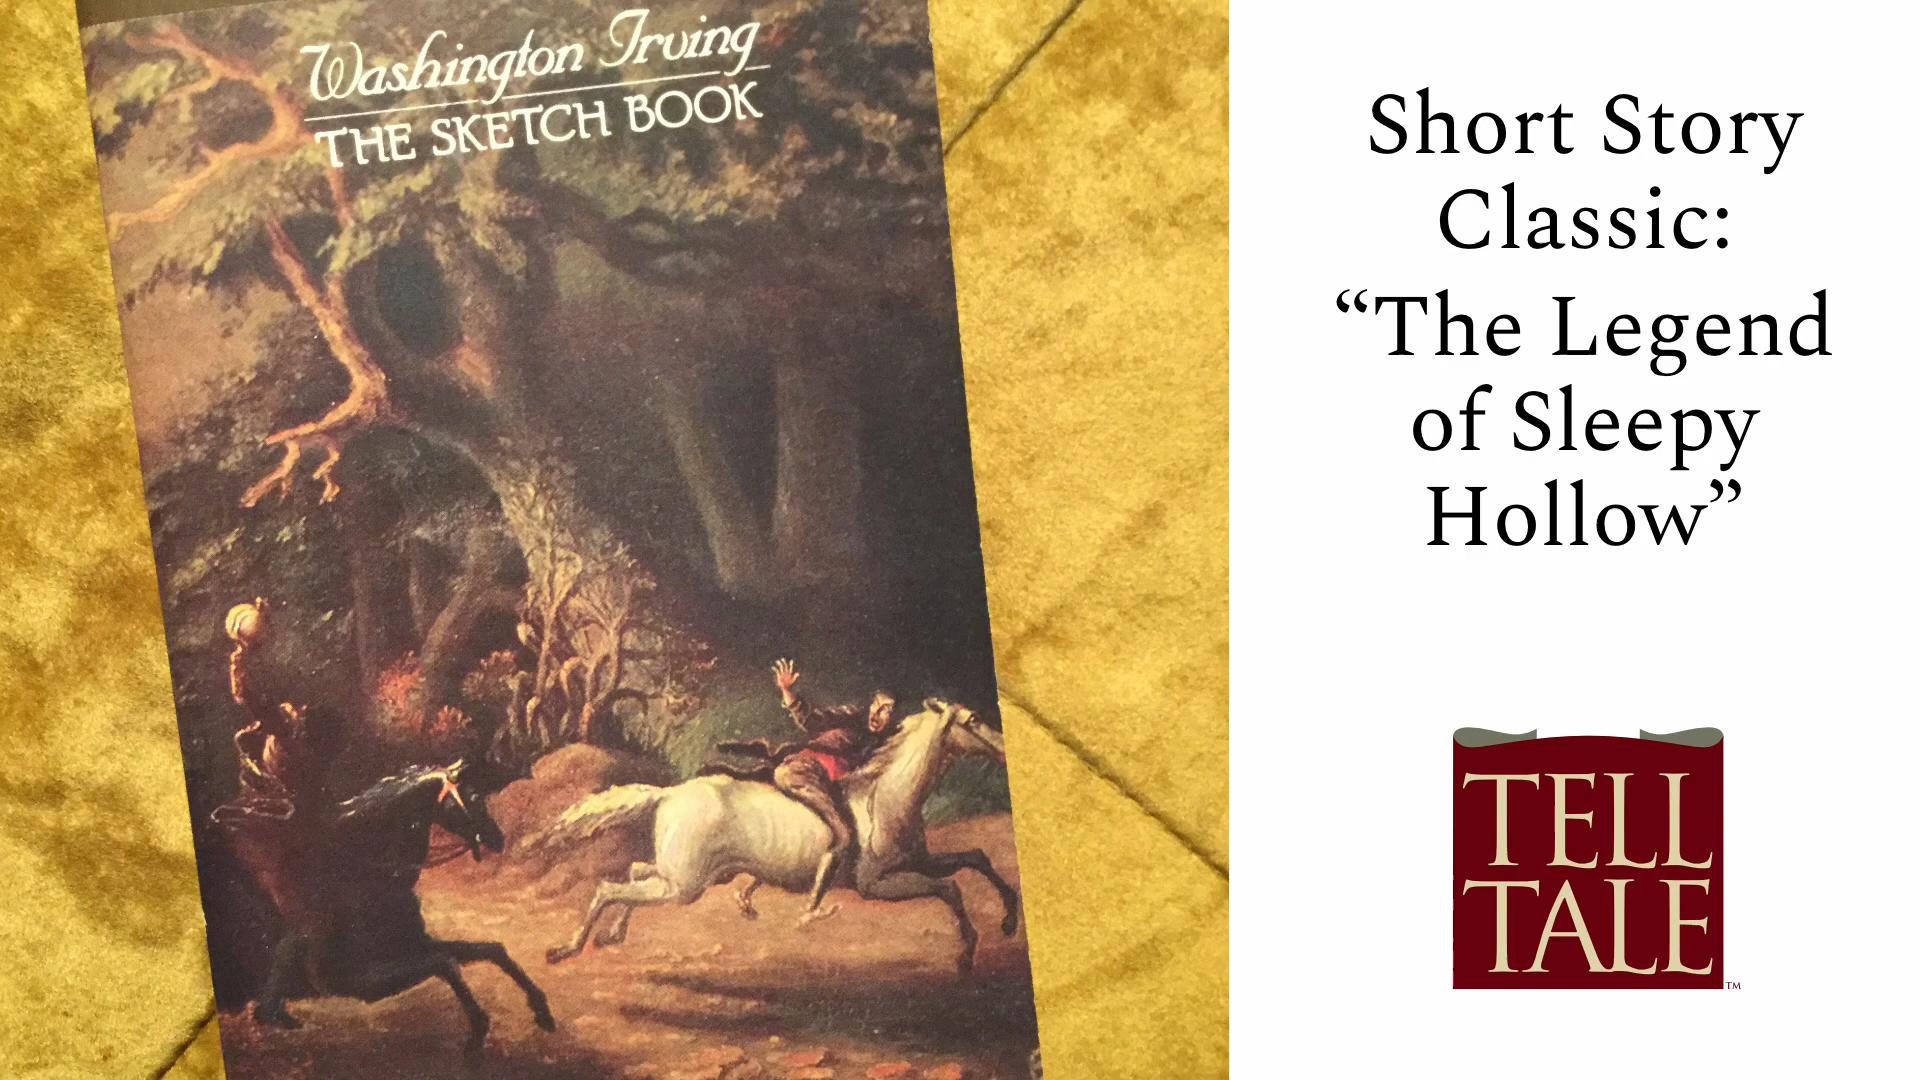 Washington Irving
THE SKETCH BOOK
Short Story
Classic:
“The Legend
of Sleepy
Hollow”
TELL
TALE
TM